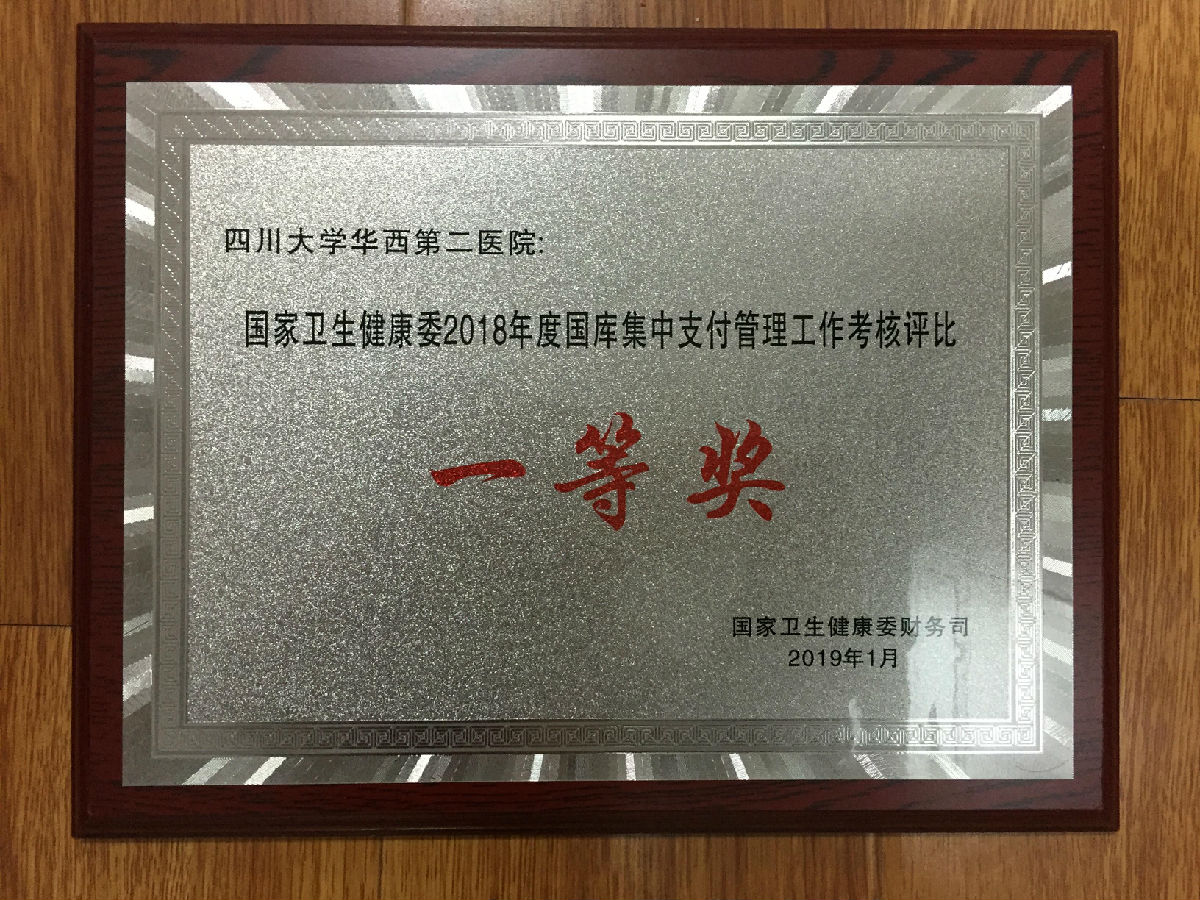 四川大学华西第二医院:
国家卫生健康委2018年度国库集中支付管理工作考核评比
一等奖
国家卫生健康委财务司
2019年1月